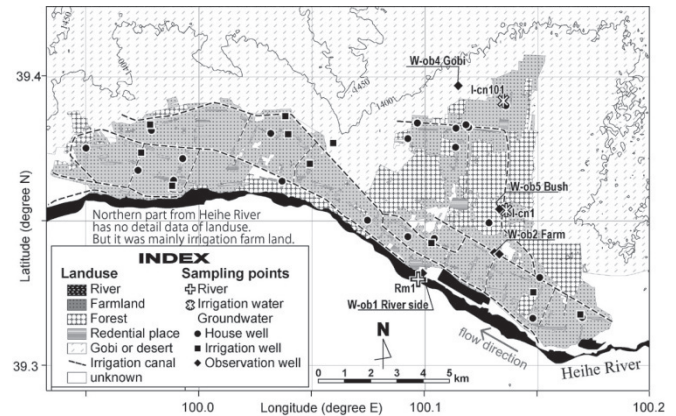 39.4
39.3
Latitude (degree N)
1450
1450
1400
1400
W-ob4 Gobi
I-cn101
W-ob5 Bush
I-cn1
W-ob2 Farm
Rm1
W-ob1 River side
Northern part from Heihe River
has no detail data of landuse.
But it was mainly irrigation farm land.
INDEX
Landuse
River
Farmland
Forest
Redential place
Gobi or desert
Irrigation canal
unknown
Sampling points
River
Irrigation water
Groundwater
House well
Irrigation well
Observation well
N
0 1 2 3 4 5
km
flow direction
Heihe River
100.0
Longitude (degree E)
100.1
100.2